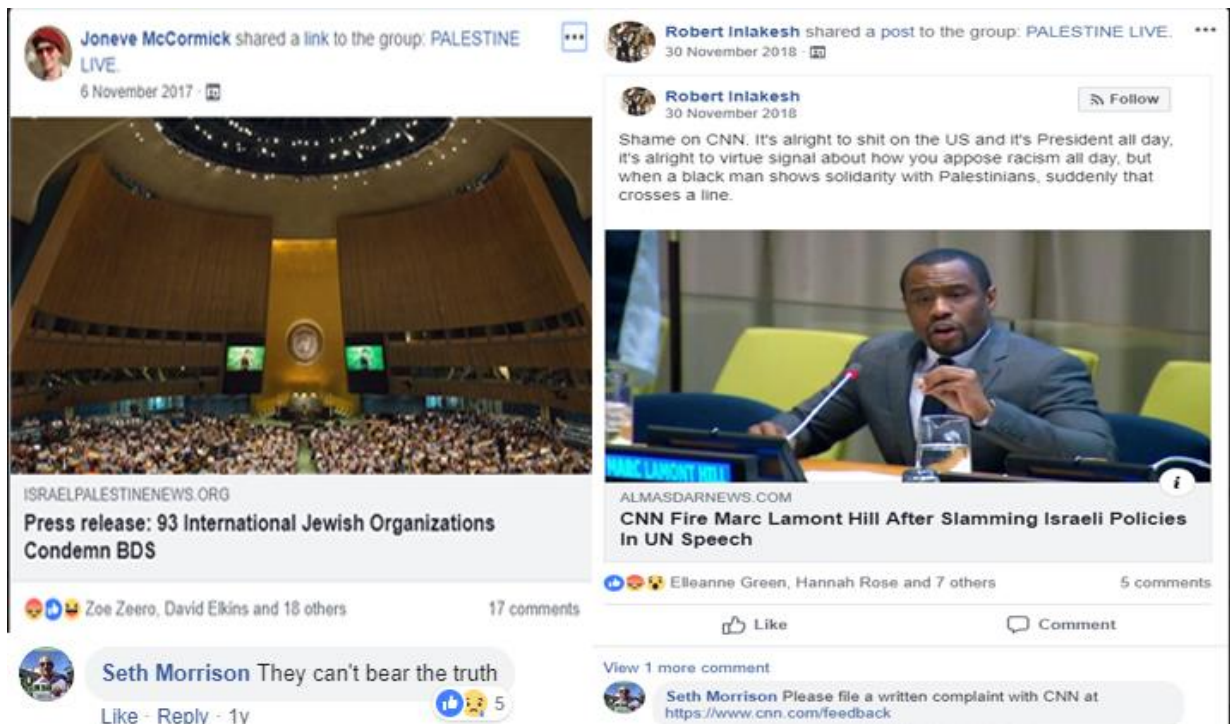 Joneve McCormick shared a link to the group: PALESTINE
LIVE.
6 November 2017 ·
ISRAELPALESTINENEWS.ORG
Press release: 93 International Jewish Organizations
Condemn BDS
Zoe Zeero, David Elkins and 18 others 17 comments
Seth Morrison They can't bear the truth
5
Like · Reply · 1y
Robert Inlakesh shared a post to the group: PALESTINE LIVE.
30 November 2018 ·
Robert Inlakesh
Follow
30 November 2018
Shame on CNN. It's alright to shit on the US and it's President all day,
it's alright to virtue signal about how you appose racism all day, but
when a black man shows solidarity with Palestinians, suddenly that
crosses a line.
MARC LAMONT HILL
i
ALMASDARNEWS.COM
CNN Fire Marc Lamont Hill After Slamming Israeli Policies
In UN Speech
Elleanne Green, Hannah Rose and 7 others 5 comments
Like Comment
View 1 more comment
Seth Morrison Please file a written complaint with CNN at
https://www.cnn.com/feedback